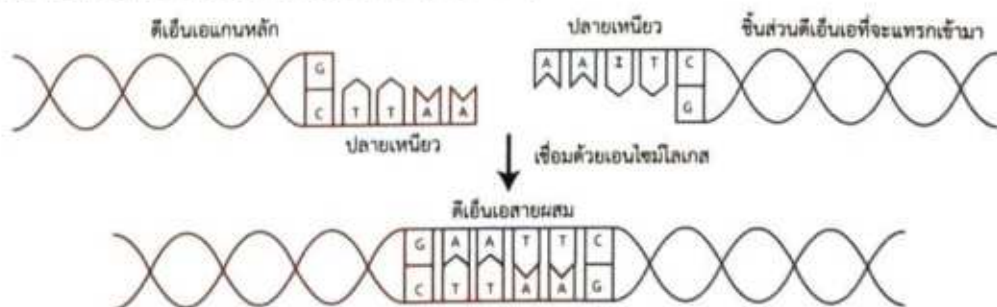 ดีเอ็นเอแกนหลัก
ปลายเหนียว
ชิ้นส่วนดีเอ็นเอที่จะแทรกเข้ามา
G
C T T A A
A A I T C
G
ปลายเหนียว
เชื่อมด้วยเอนไซม์ไลเกส
ดีเอ็นเอสายผสม
G A A T T C
C T T A A G